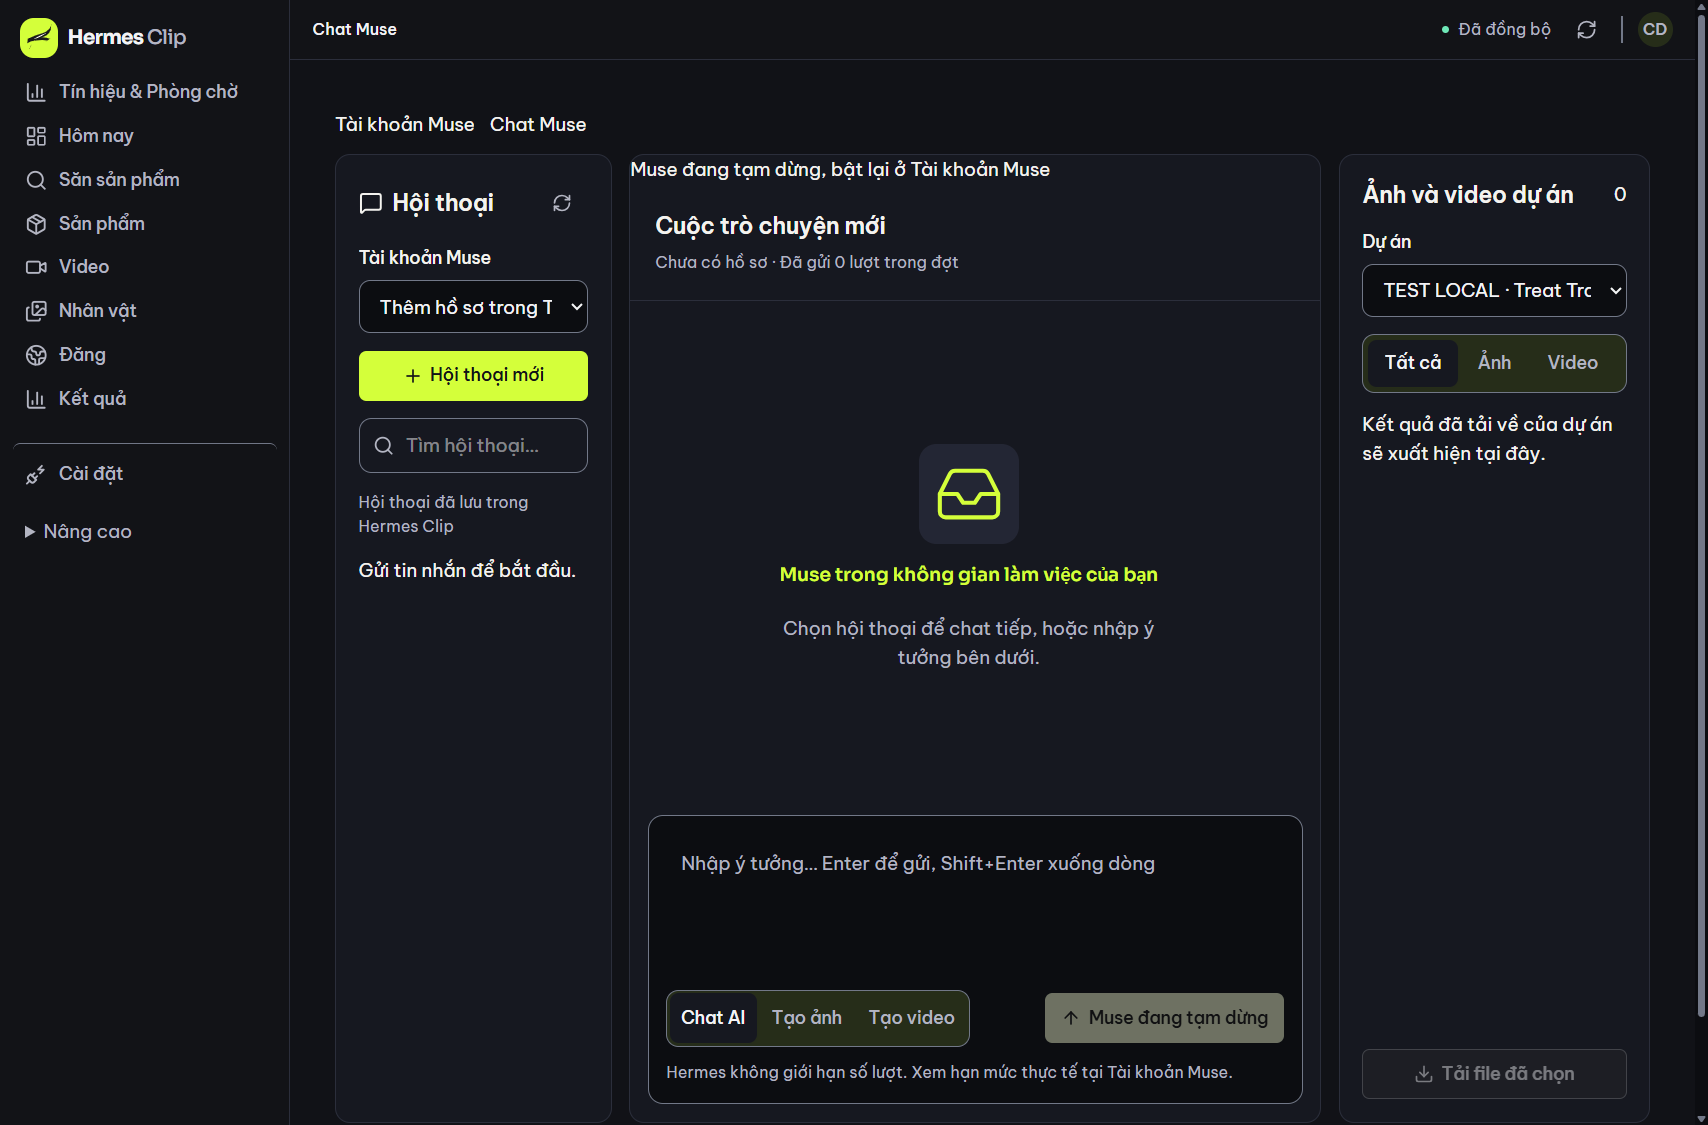 Hermes Clip
Tín hiệu & Phòng chờ
Hôm nay
Săn sản phẩm
Sản phẩm
Video
Nhân vật
Đăng
Kết quả
Cài đặt
Nâng cao
Chat Muse
Đã đồng bộ
CD
Tài khoản Muse
Chat Muse
Hội thoại
Tài khoản Muse
Thêm hồ sơ trong T
+ Hội thoại mới
Tìm hội thoại...
Hội thoại đã lưu trong
Hermes Clip
Gửi tin nhắn để bắt đầu.
Muse đang tạm dừng, bật lại ở Tài khoản Muse
Cuộc trò chuyện mới
Chưa có hồ sơ · Đã gửi 0 lượt trong đợt
Muse trong không gian làm việc của bạn
Chọn hội thoại để chat tiếp, hoặc nhập ý
tưởng bên dưới.
Nhập ý tưởng... Enter để gửi, Shift+Enter xuống dòng
Chat AI
Tạo ảnh
Tạo video
Muse đang tạm dừng
Hermes không giới hạn số lượt. Xem hạn mức thực tế tại Tài khoản Muse.
Ảnh và video dự án
0
Dự án
TEST LOCAL · Treat Trc
Tất cả
Ảnh
Video
Kết quả đã tải về của dự án
sẽ xuất hiện tại đây.
Tải file đã chọn